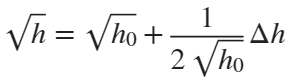 √h = √h₀ + 1/(2 √h₀) Δh